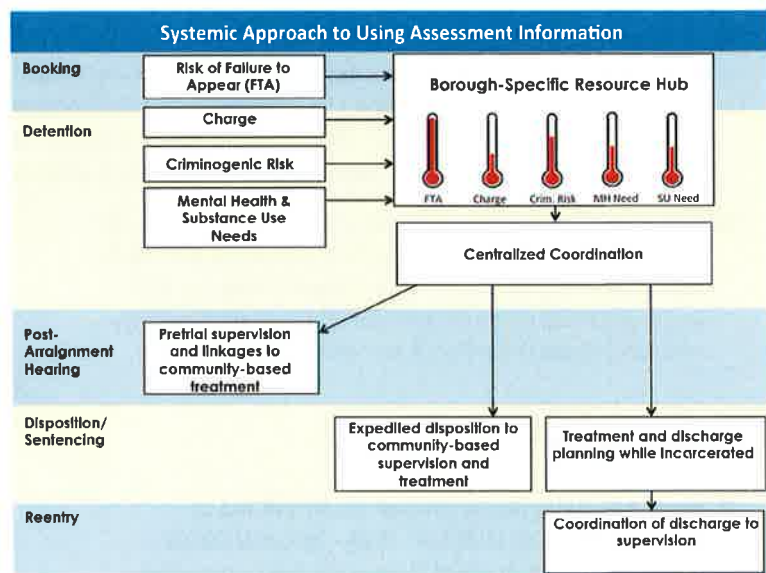 Systemic Approach to Using Assessment Information
Booking
Risk of Failure to
Appear (FTA)
Borough-Specific Resource Hub
Detention
Charge
Criminogenic Risk
Mental Health &
Substance Use
Needs
FTA
Charge
Crim. Risk
MH Need
SU Need
Centralized Coordination
Post-
Arraignment
Hearing
Pretrial supervision
and linkages to
community-based
treatment
Disposition/
Sentencing
Expedited disposition to
community-based
supervision and
treatment
Treatment and discharge
planning while incarcerated
Reentry
Coordination of discharge to
supervision